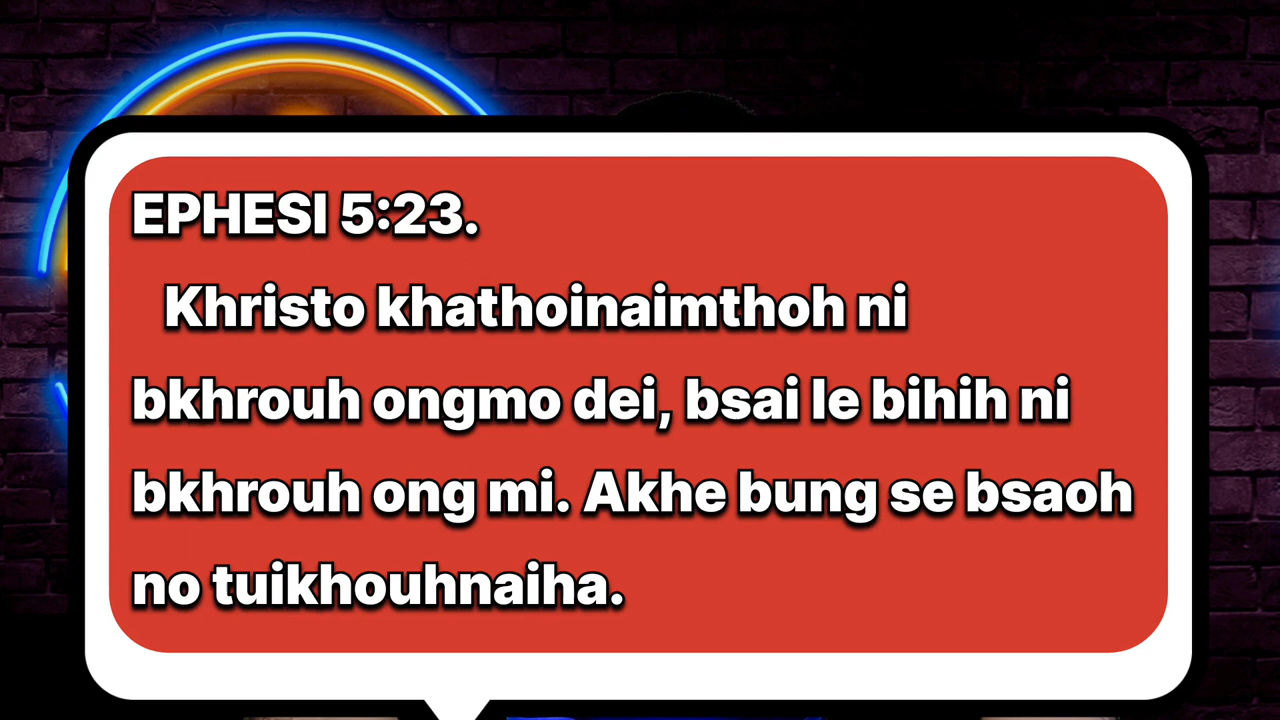 EPHESI 5:23.
Khristo khathoinaimthoh ni
bkhrouh ongmo dei, bsai le bihih ni
bkhrouh ong mi. Akhe bung se bsaoh
no tuikhouhnaiha.